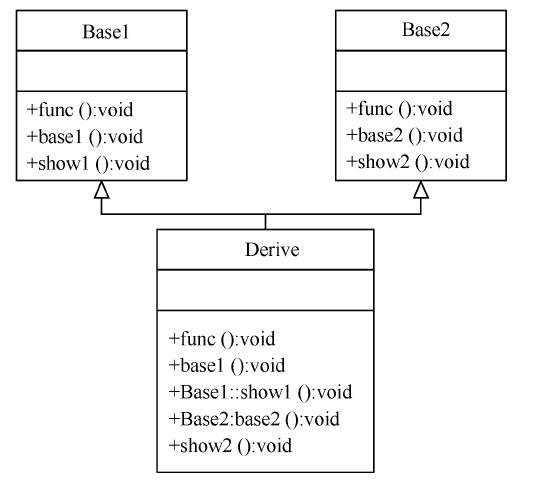 Base1
+func ():void
+base1 ():void
+show1 ():void
Base2
+func ():void
+base2 ():void
+show2 ():void
Derive
+func ():void
+base1 ():void
+Base1::show1 ():void
+Base2:base2 ():void
+show2 ():void